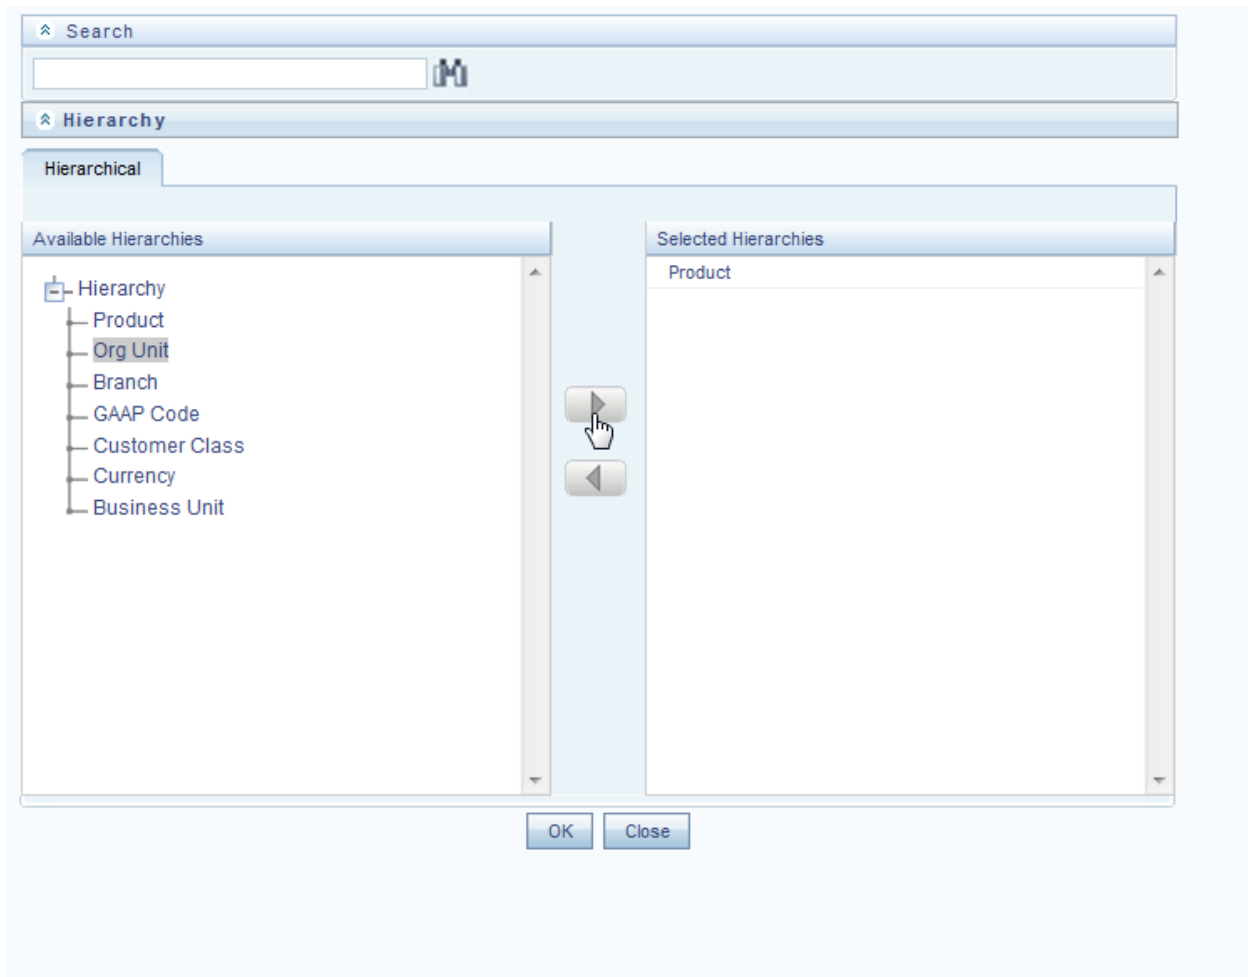 Search
Hierarchy
Hierarchical
Available Hierarchies
Selected Hierarchies
Hierarchy
Product
Org Unit
Branch
GAAP Code
Customer Class
Currency
Business Unit
Product
OK
Close